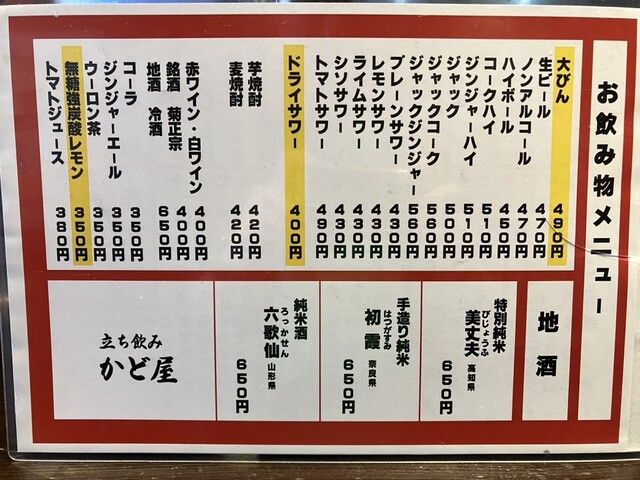 お飲み物メニュー
大びん 490円
生ビール 470円
ノンアルコール 470円
ハイボール 450円
コークハイ 510円
ジンジャーハイ 510円
ジャック 500円
ジャックコーク 560円
ジャックジンジャー 560円
プレーンサワー 430円
レモンサワー 430円
ライムサワー 430円
シソサワー 430円
トマトサワー 490円
ドライサワー 400円
芋焼酎 420円
麦焼酎 420円
赤ワイン・白ワイン 400円
銘酒 菊正宗 400円
地酒 冷酒 650円
コーラ 350円
ジンジャーエール 350円
ウーロン茶 350円
無糖強炭酸レモン 350円
トマトジュース 380円
地酒
特別純米
びじょうふ
美丈夫 高知県
650円
手造り純米
はつがすみ
初霞 奈良県
650円
純米酒
ろっかせん
六歌仙 山形県
650円
立ち飲み
かど屋